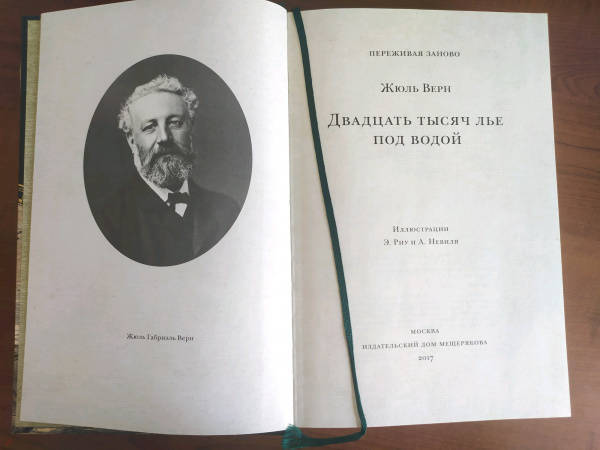 Жюль Габриэль Верн
ПЕРЕЖИВАЯ ЗАНОВО
Жюль Верн
Двадцать тысяч лье
под водой
Иллюстрации
Э. Риу и А. Невиля
МОСКВА
ИЗДАТЕЛЬСКИЙ ДОМ МЕЩЕРЯКОВА
2017